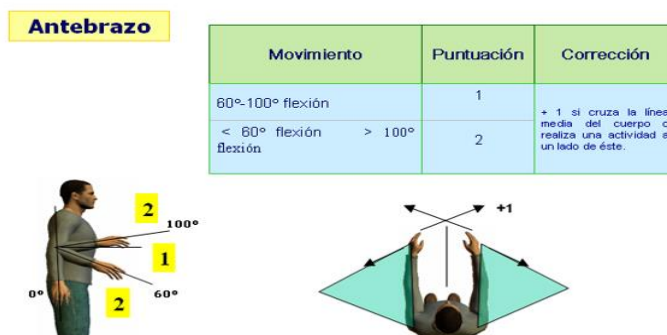 Antebrazo
Movimiento Puntuación Corrección
60º-100º flexión 1
+ 1 si cruza la línea
media del cuerpo o
realiza una actividad a
un lado de éste.
< 60º flexión > 100º
flexión
2
2
100º
1
0º
2
60º
+1